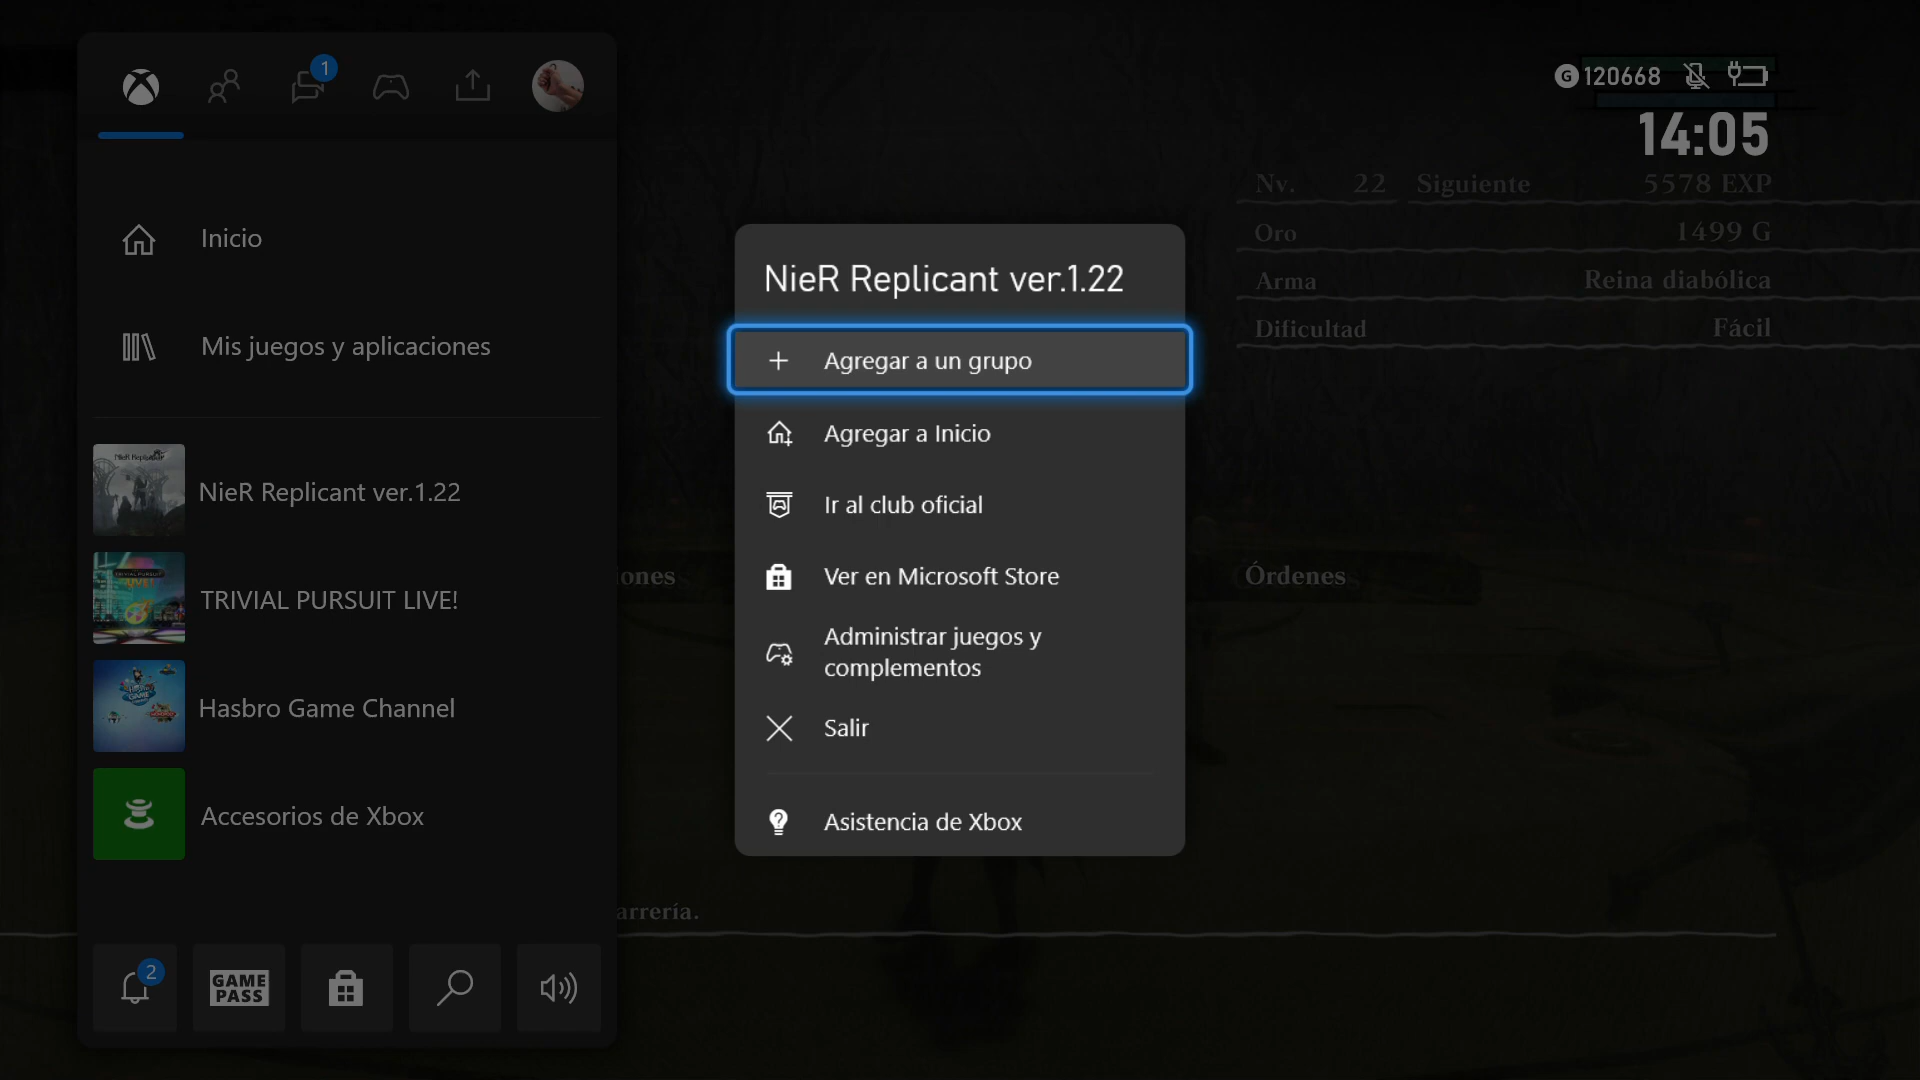 1
120668
14:05
Nv. 22 Siguiente 5578 EXP
Oro 1499 G
Arma Reina diabólica
Dificultad Fácil
Inicio
Mis juegos y aplicaciones
NieR Replicant ver.1.22
TRIVIAL PURSUIT LIVE!
Hasbro Game Channel
Accesorios de Xbox
2
GAME
PASS
NieR Replicant ver.1.22
Agregar a un grupo
Agregar a Inicio
Ir al club oficial
Ver en Microsoft Store
Administrar juegos y
complementos
Salir
Asistencia de Xbox
iones
Órdenes
arrería.